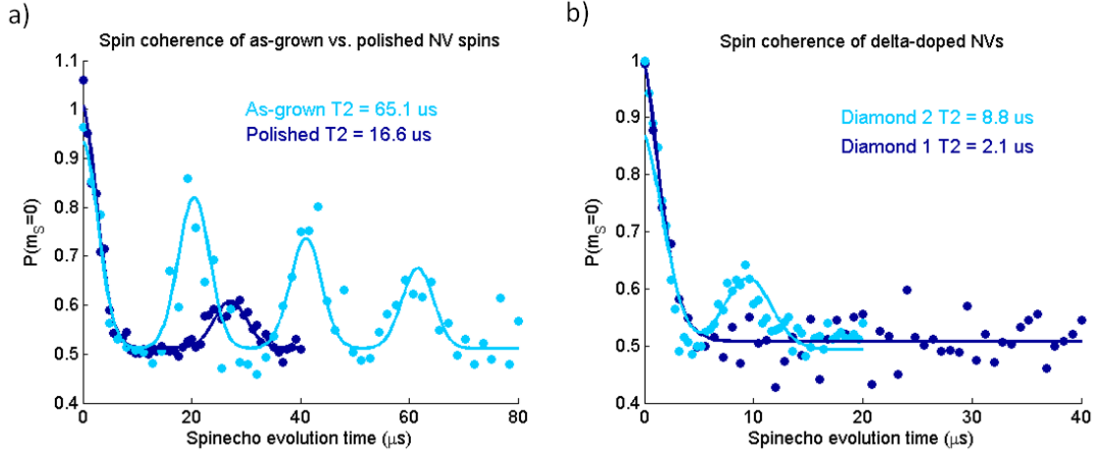 a)
Spin coherence of as-grown vs. polished NV spins
As-grown T2 = 65.1 us
Polished T2 = 16.6 us
P(m_S=0)
1.1
1
0.9
0.8
0.7
0.6
0.5
0.4
0 20 40 60 80
Spinecho evolution time (μs)
b)
Spin coherence of delta-doped NVs
Diamond 2 T2 = 8.8 us
Diamond 1 T2 = 2.1 us
P(m_S=0)
1
0.9
0.8
0.7
0.6
0.5
0.4
0 10 20 30 40
Spinecho evolution time (μs)